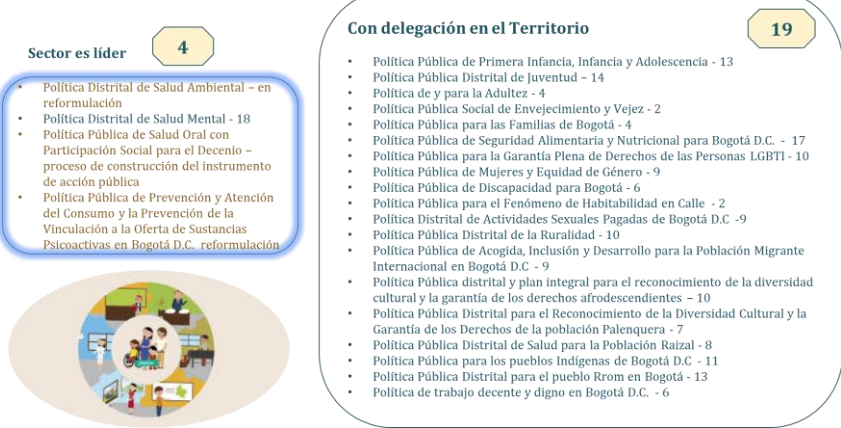 Sector es líder
4
• Política Distrital de Salud Ambiental – en
reformulación
• Política Distrital de Salud Mental - 18
• Política Pública de Salud Oral con
Participación Social para el Decenio –
proceso de construcción del instrumento
de acción pública
• Política Pública de Prevención y Atención
del Consumo y la Prevención de la
Vinculación a la Oferta de Sustancias
Psicoactivas en Bogotá D.C. reformulación
Con delegación en el Territorio
19
• Política Pública de Primera Infancia, Infancia y Adolescencia - 13
• Política Pública Distrital de Juventud – 14
• Política de y para la Adultez - 4
• Política Pública Social de Envejecimiento y Vejez - 2
• Política Pública para las Familias de Bogotá - 4
• Política Pública de Seguridad Alimentaria y Nutricional para Bogotá D.C. - 17
• Política Pública para la Garantía Plena de Derechos de las Personas LGBTI - 10
• Política Pública de Mujeres y Equidad de Género - 9
• Política Pública de Discapacidad para Bogotá - 6
• Política Pública para el Fenómeno de Habitabilidad en Calle - 2
• Política Distrital de Actividades Sexuales Pagadas de Bogotá D.C -9
• Política Pública Distrital de la Ruralidad - 10
• Política Pública de Acogida, Inclusión y Desarrollo para la Población Migrante
Internacional en Bogotá D.C - 9
• Política Pública distrital y plan integral para el reconocimiento de la diversidad
cultural y la garantía de los derechos afrodescendientes – 10
• Política Pública Distrital para el Reconocimiento de la Diversidad Cultural y la
Garantía de los Derechos de la población Palenquera - 7
• Política Pública Distrital de Salud para la Población Raizal - 8
• Política Pública para los pueblos Indígenas de Bogotá D.C - 11
• Política Pública Distrital para el pueblo Rrom en Bogotá - 13
• Política de trabajo decente y digno en Bogotá D.C. - 6